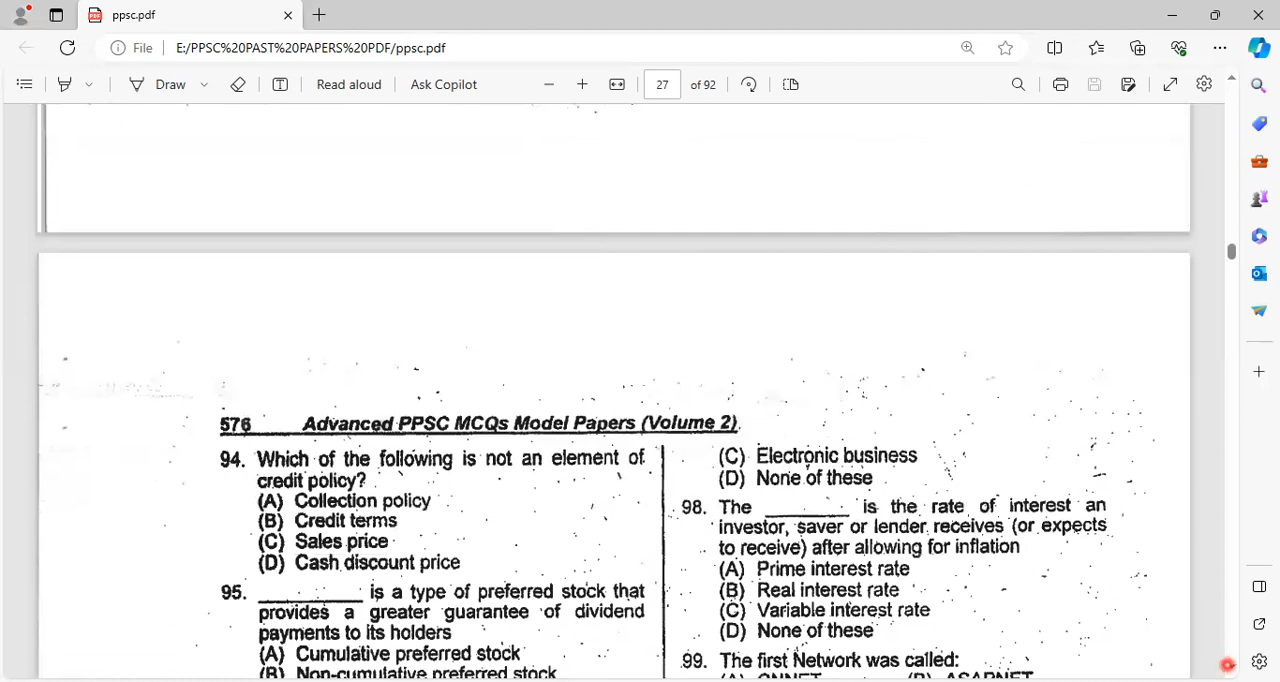 ppsc.pdf
File
E:/PPSC%20PAST%20PAPERS%20PDF/ppsc.pdf
Draw
Read aloud
Ask Copilot
27
of 92
576 Advanced PPSC MCQs Model Papers (Volume 2)
94. Which of the following is not an element of
credit policy?
(A) Collection policy
(B) Credit terms
(C) Sales price
(D) Cash discount price
95. __________ is a type of preferred stock that
provides a greater guarantee of dividend
payments to its holders
(A) Cumulative preferred stock
(B) Non-cumulative preferred stock
(C) Electronic business
(D) None of these
98. The ________ is the rate of interest an
investor, saver or lender receives (or expects
to receive) after allowing for inflation
(A) Prime interest rate
(B) Real interest rate
(C) Variable interest rate
(D) None of these
99. The first Network was called: